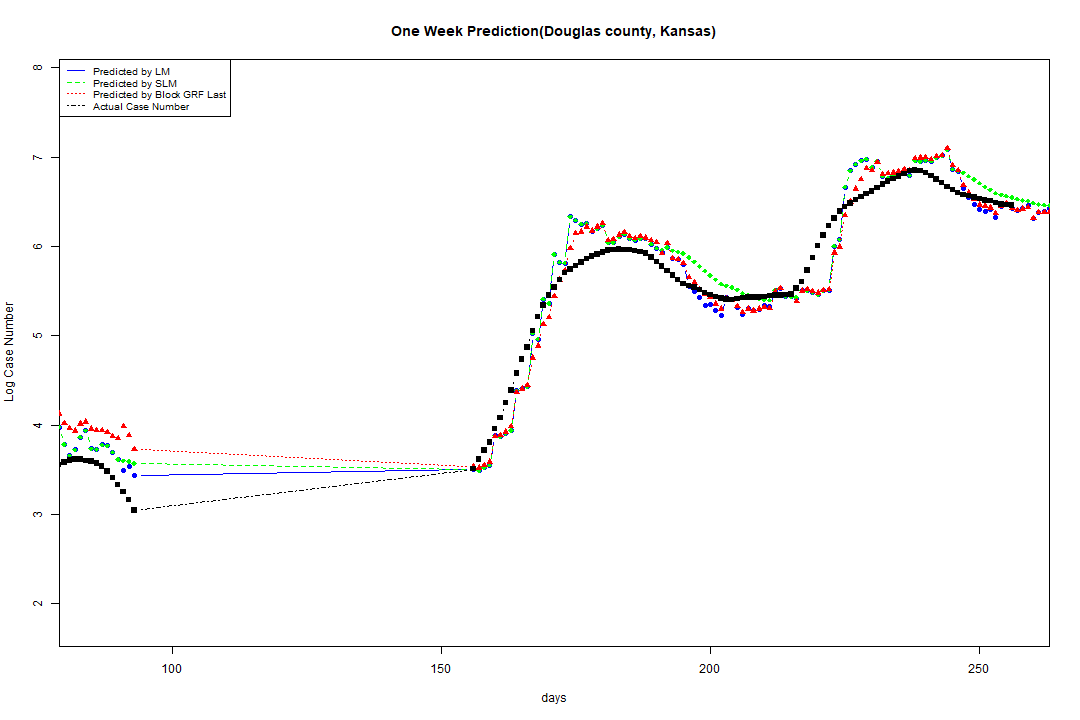 One Week Prediction(Douglas county, Kansas)
Predicted by LM
Predicted by SLM
Predicted by Block GRF Last
Actual Case Number
8
7
6
5
4
3
2
Log Case Number
100 150 200 250
days